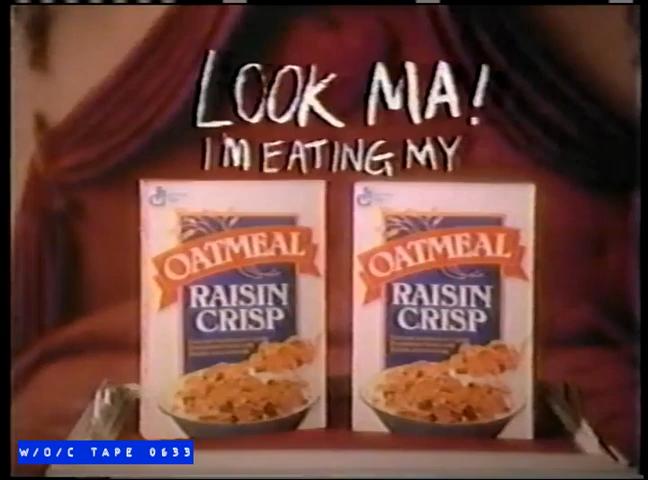 LOOK MA!
I'M EATING MY
OATMEAL
RAISIN
CRISP
OATMEAL
RAISIN
CRISP
W/O/C TAPE 0633